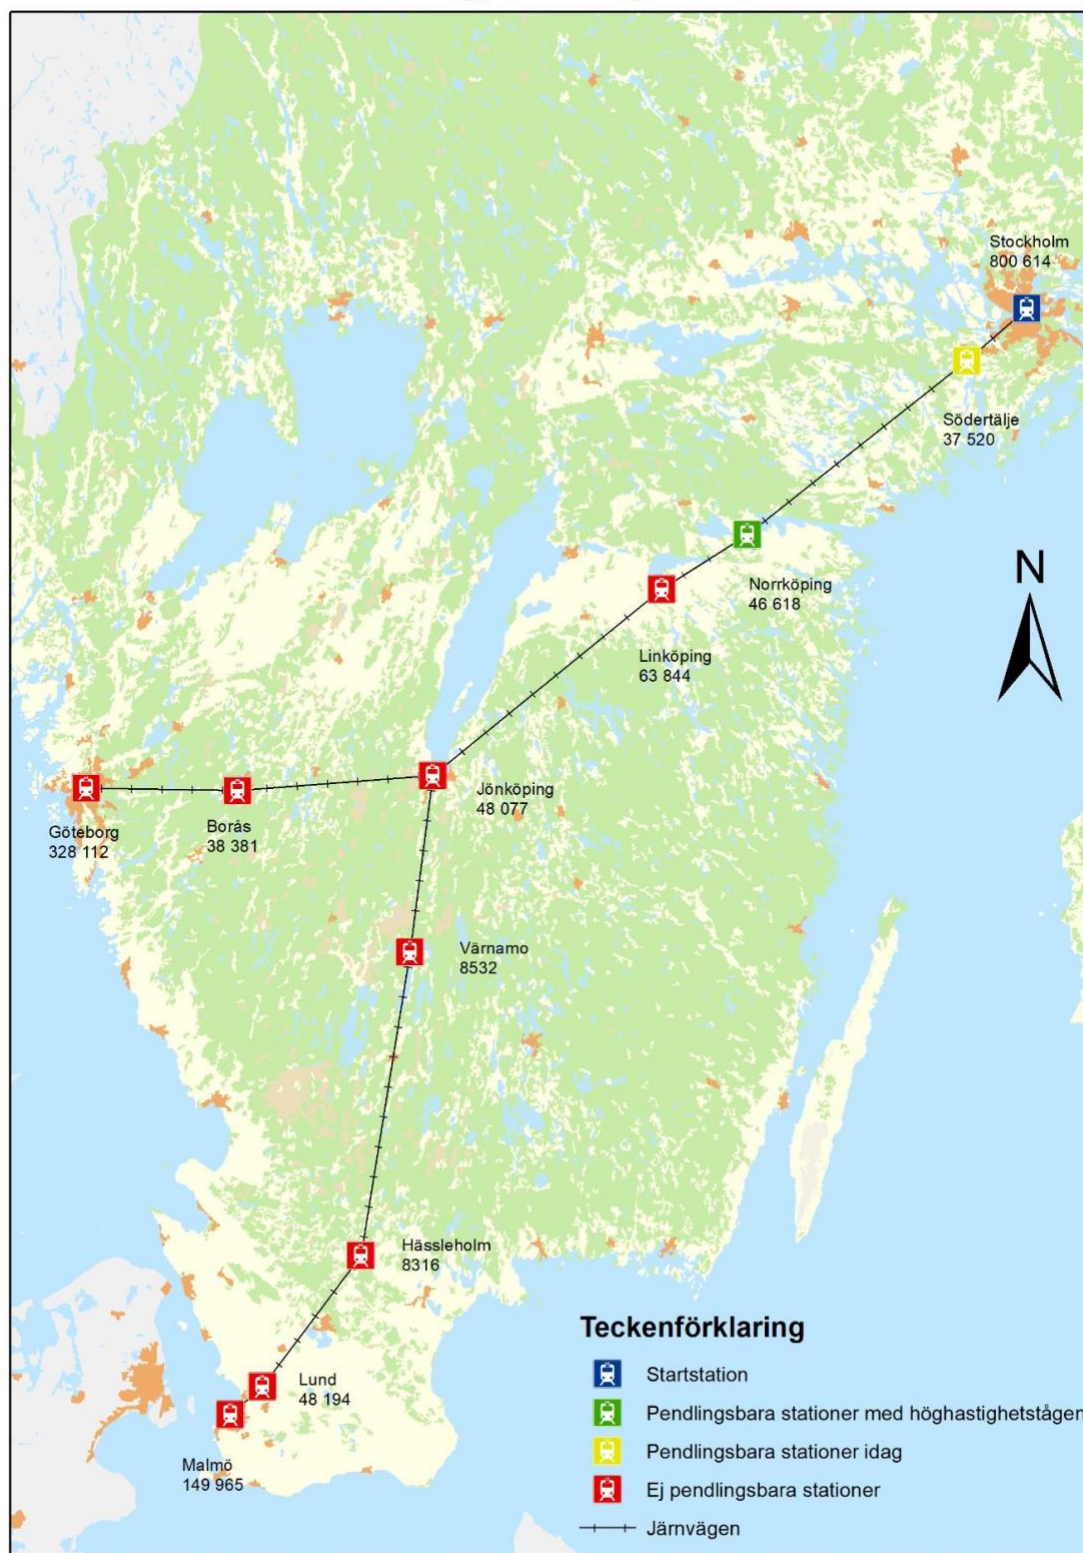 Stockholm
800 614
Södertälje
37 520
Norrköping
46 618
N
Linköping
63 844
Jönköping
48 077
Borås
38 381
Göteborg
328 112
Värnamo
8532
Hässleholm
8316
Lund
48 194
Malmö
149 965
Teckenförklaring
Startstation
Pendlingsbara stationer med höghastighetstågen
Pendlingsbara stationer idag
Ej pendlingsbara stationer
Järnvägen